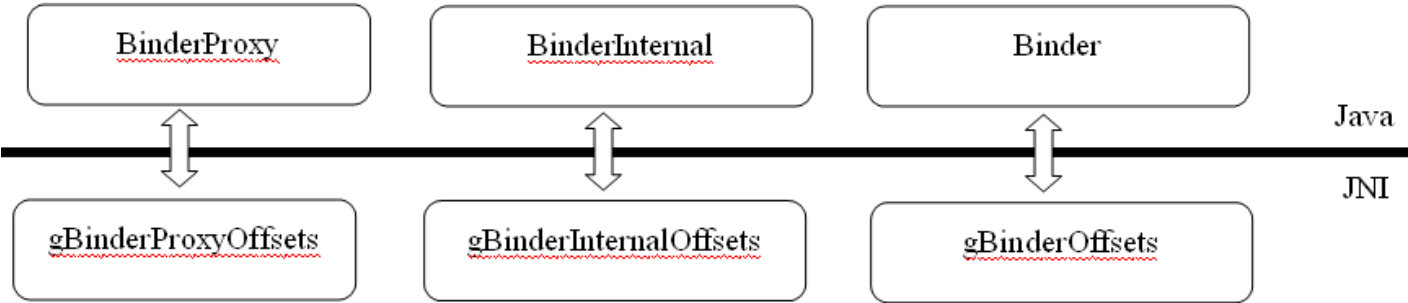 BinderProxy
BinderInternal
Binder
Java
JNI
gBinderProxyOffsets
gBinderInternalOffsets
gBinderOffsets